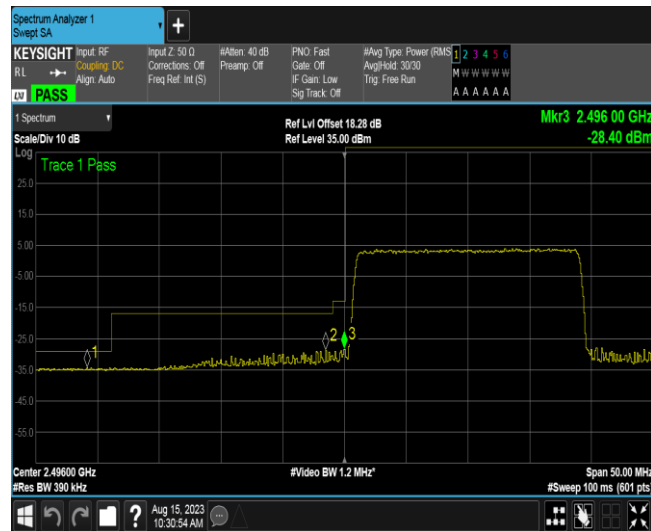 Spectrum Analyzer 1
Swept SA
KEYSIGHT
RL
LXI
PASS
Input: RF
Coupling: DC
Align: Auto
Input Z: 50 Ω
Corrections: Off
Freq Ref: Int (S)
#Atten: 40 dB
Preamp: Off
PNO: Fast
Gate: Off
IF Gain: Low
Sig Track: Off
#Avg Type: Power (RMS
Avg|Hold: 30/30
Trig: Free Run
1 2 3 4 5 6
M W W W W W
A A A A A A
1 Spectrum
Scale/Div 10 dB
Ref Lvl Offset 18.28 dB
Ref Level 35.00 dBm
Mkr3 2.496 00 GHz
-28.40 dBm
Log
Trace 1 Pass
25.0
15.0
5.00
-5.00
-15.0
-25.0
-35.0
-45.0
-55.0
1
2
3
Center 2.49600 GHz
#Res BW 390 kHz
#Video BW 1.2 MHz*
Span 50.00 MHz
#Sweep 100 ms (601 pts)
?
Aug 15, 2023
10:30:54 AM